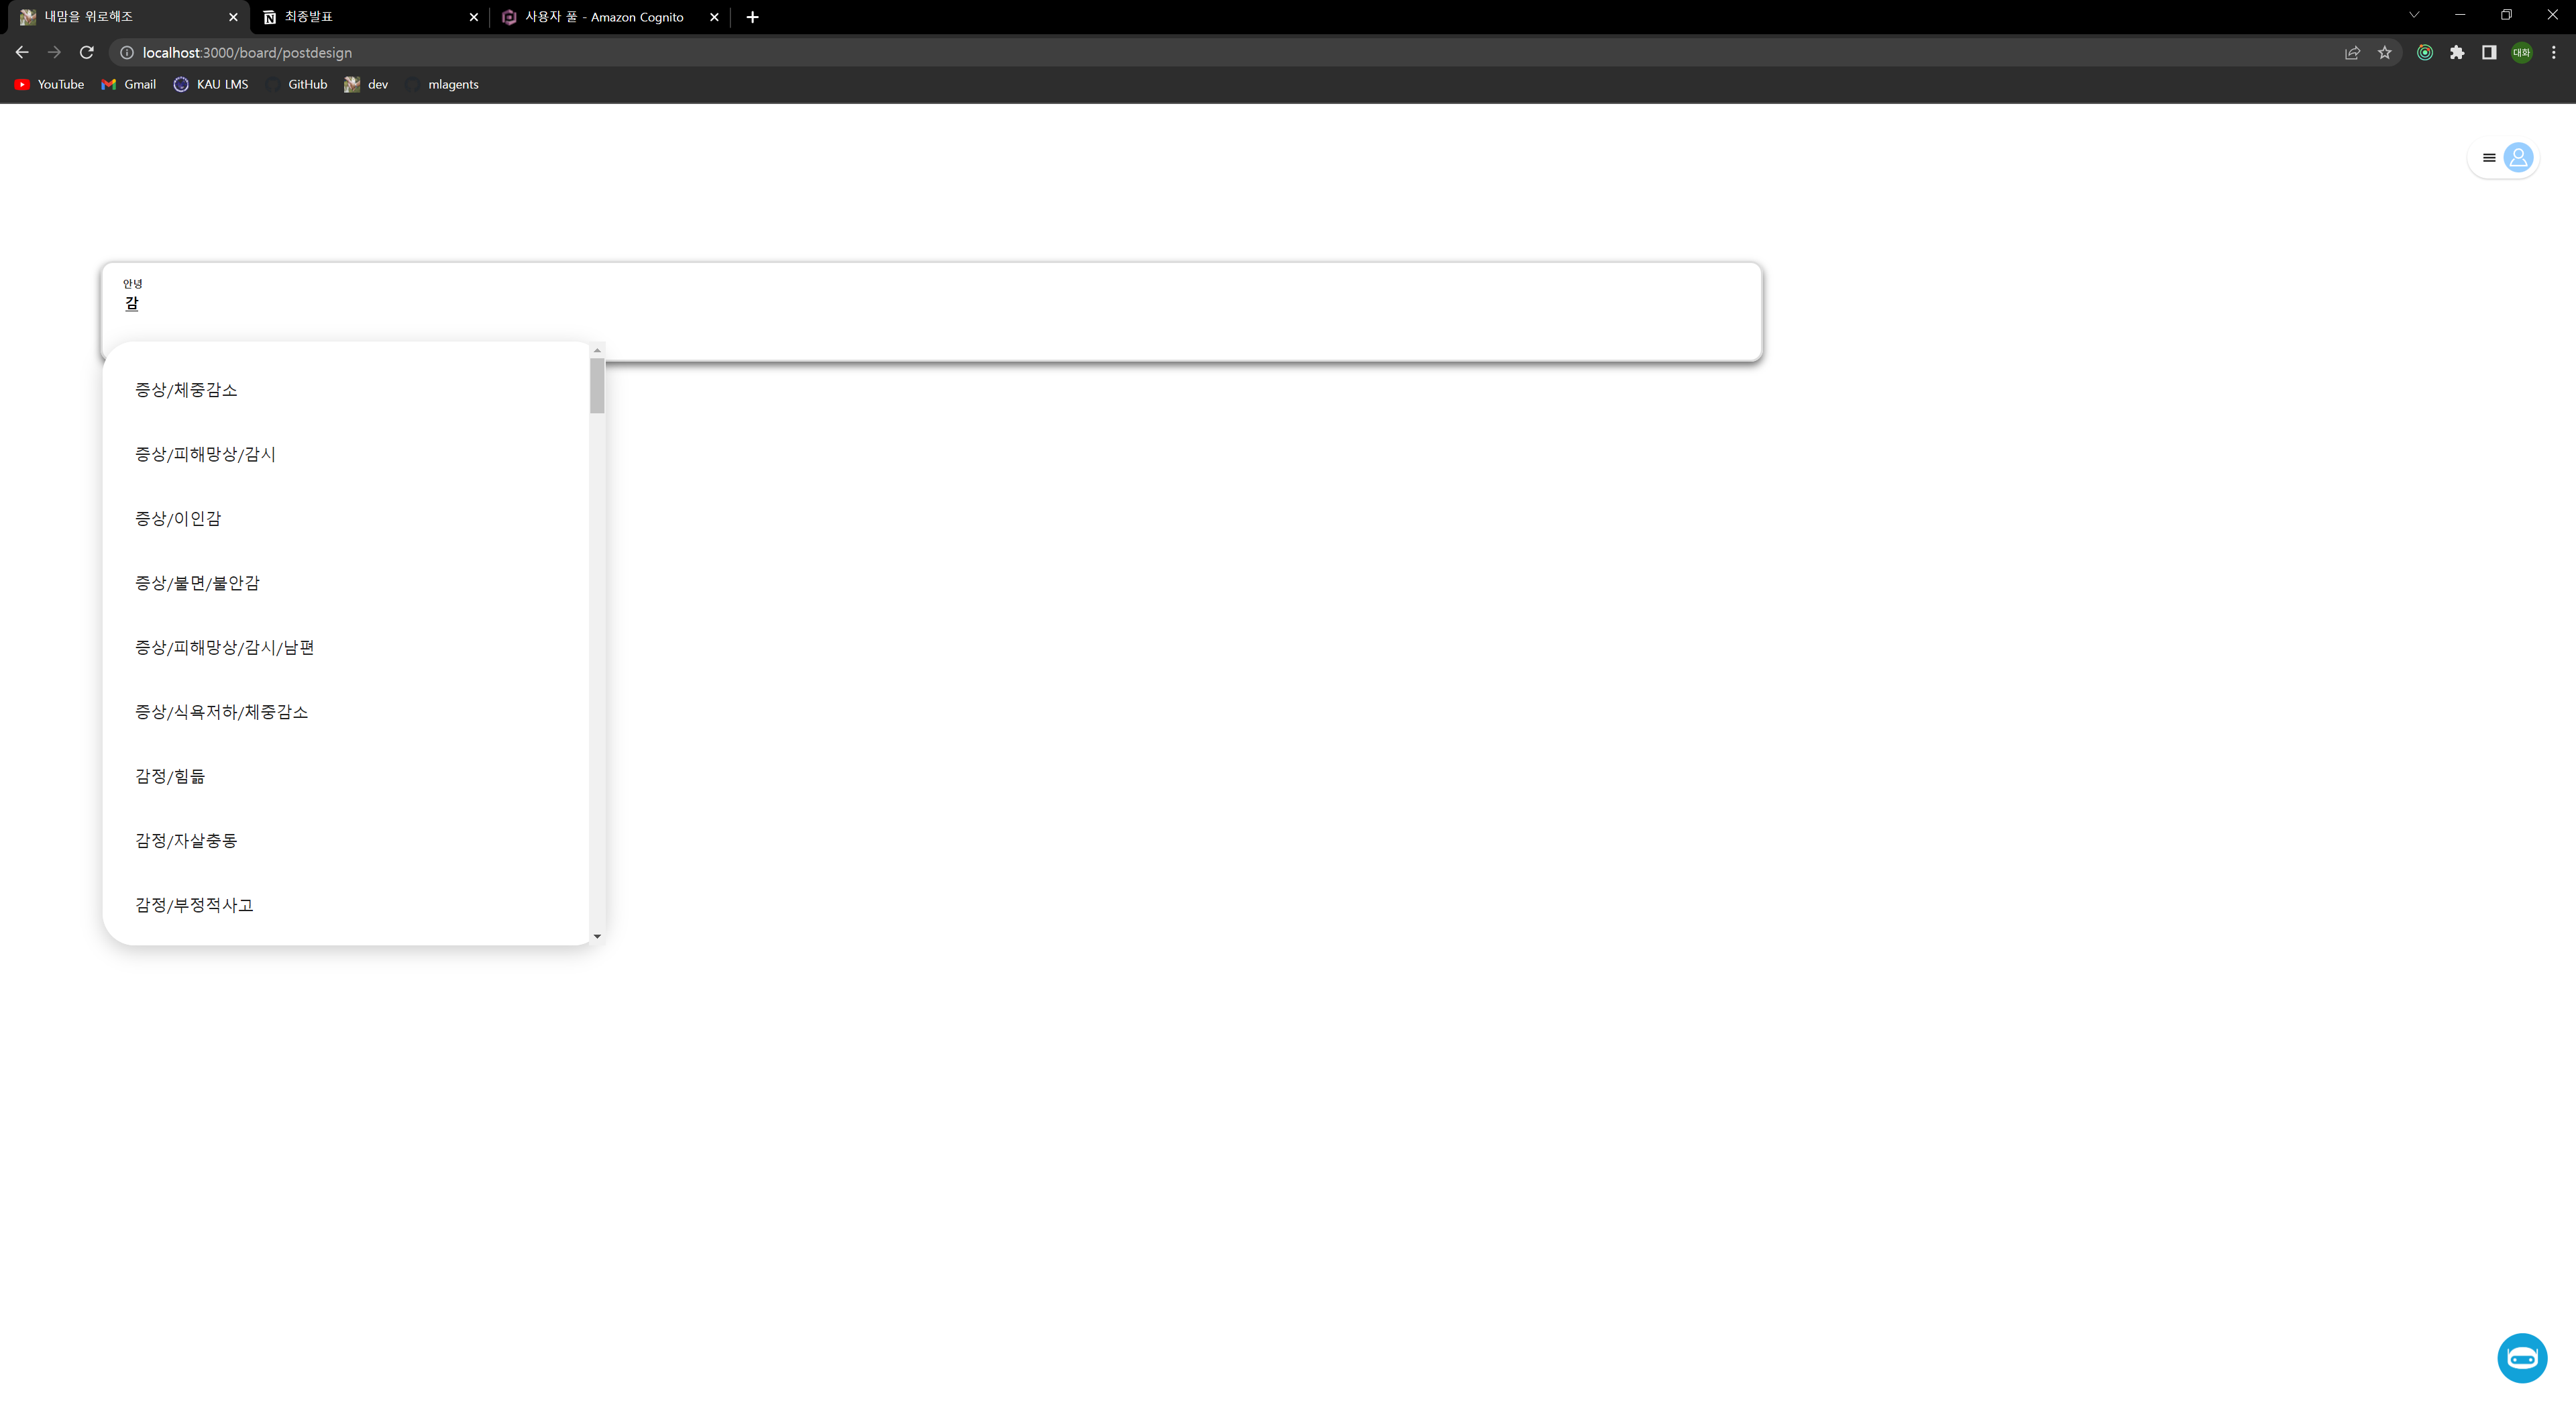 내맘을 위로해조
최종발표
사용자 풀 - Amazon Cognito
localhost:3000/board/postdesign
대화
YouTube
Gmail
KAU LMS
GitHub
dev
mlagents
안녕
감
증상/체중감소
증상/피해망상/감시
증상/이인감
증상/불면/불안감
증상/피해망상/감시/남편
증상/식욕저하/체중감소
감정/힘듦
감정/자살충동
감정/부정적사고